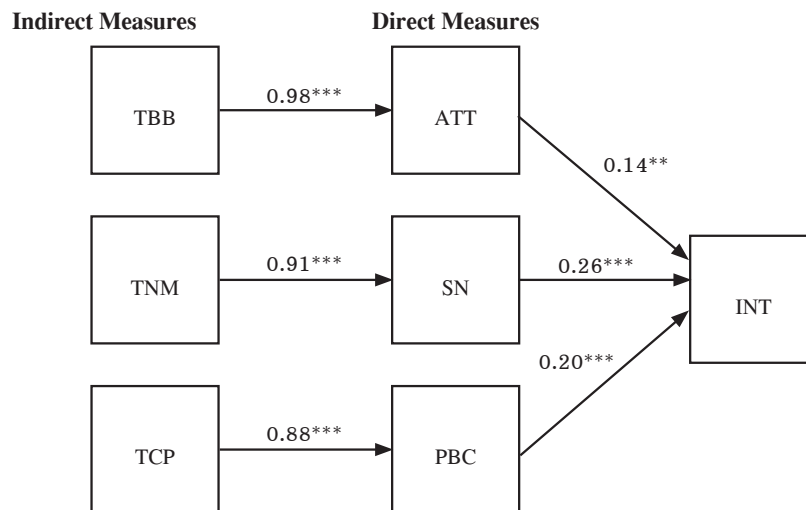 Indirect Measures Direct Measures
TBB 0.98*** ATT
0.14**
TNM 0.91*** SN 0.26***
INT
0.20***
TCP 0.88*** PBC